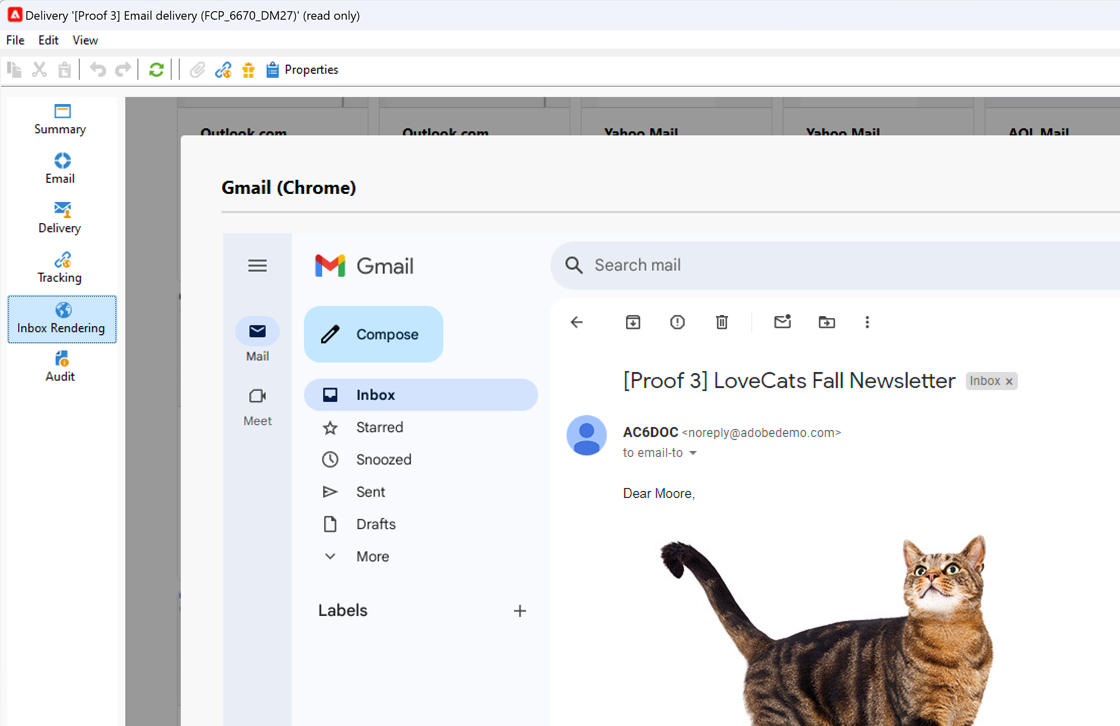 Delivery '[Proof 3] Email delivery (FCP_6670_DM27)' (read only)
File Edit View
Properties
Summary
Email
Delivery
Tracking
Inbox Rendering
Audit
Outlook.com Outlook.com Yahoo Mail Yahoo Mail AOL Mail
Gmail (Chrome)
Gmail
Search mail
Mail
Meet
Compose
Inbox
Starred
Snoozed
Sent
Drafts
More
Labels
[Proof 3] LoveCats Fall Newsletter Inbox x
AC6DOC <noreply@adobedemo.com>
to email-to
Dear Moore,